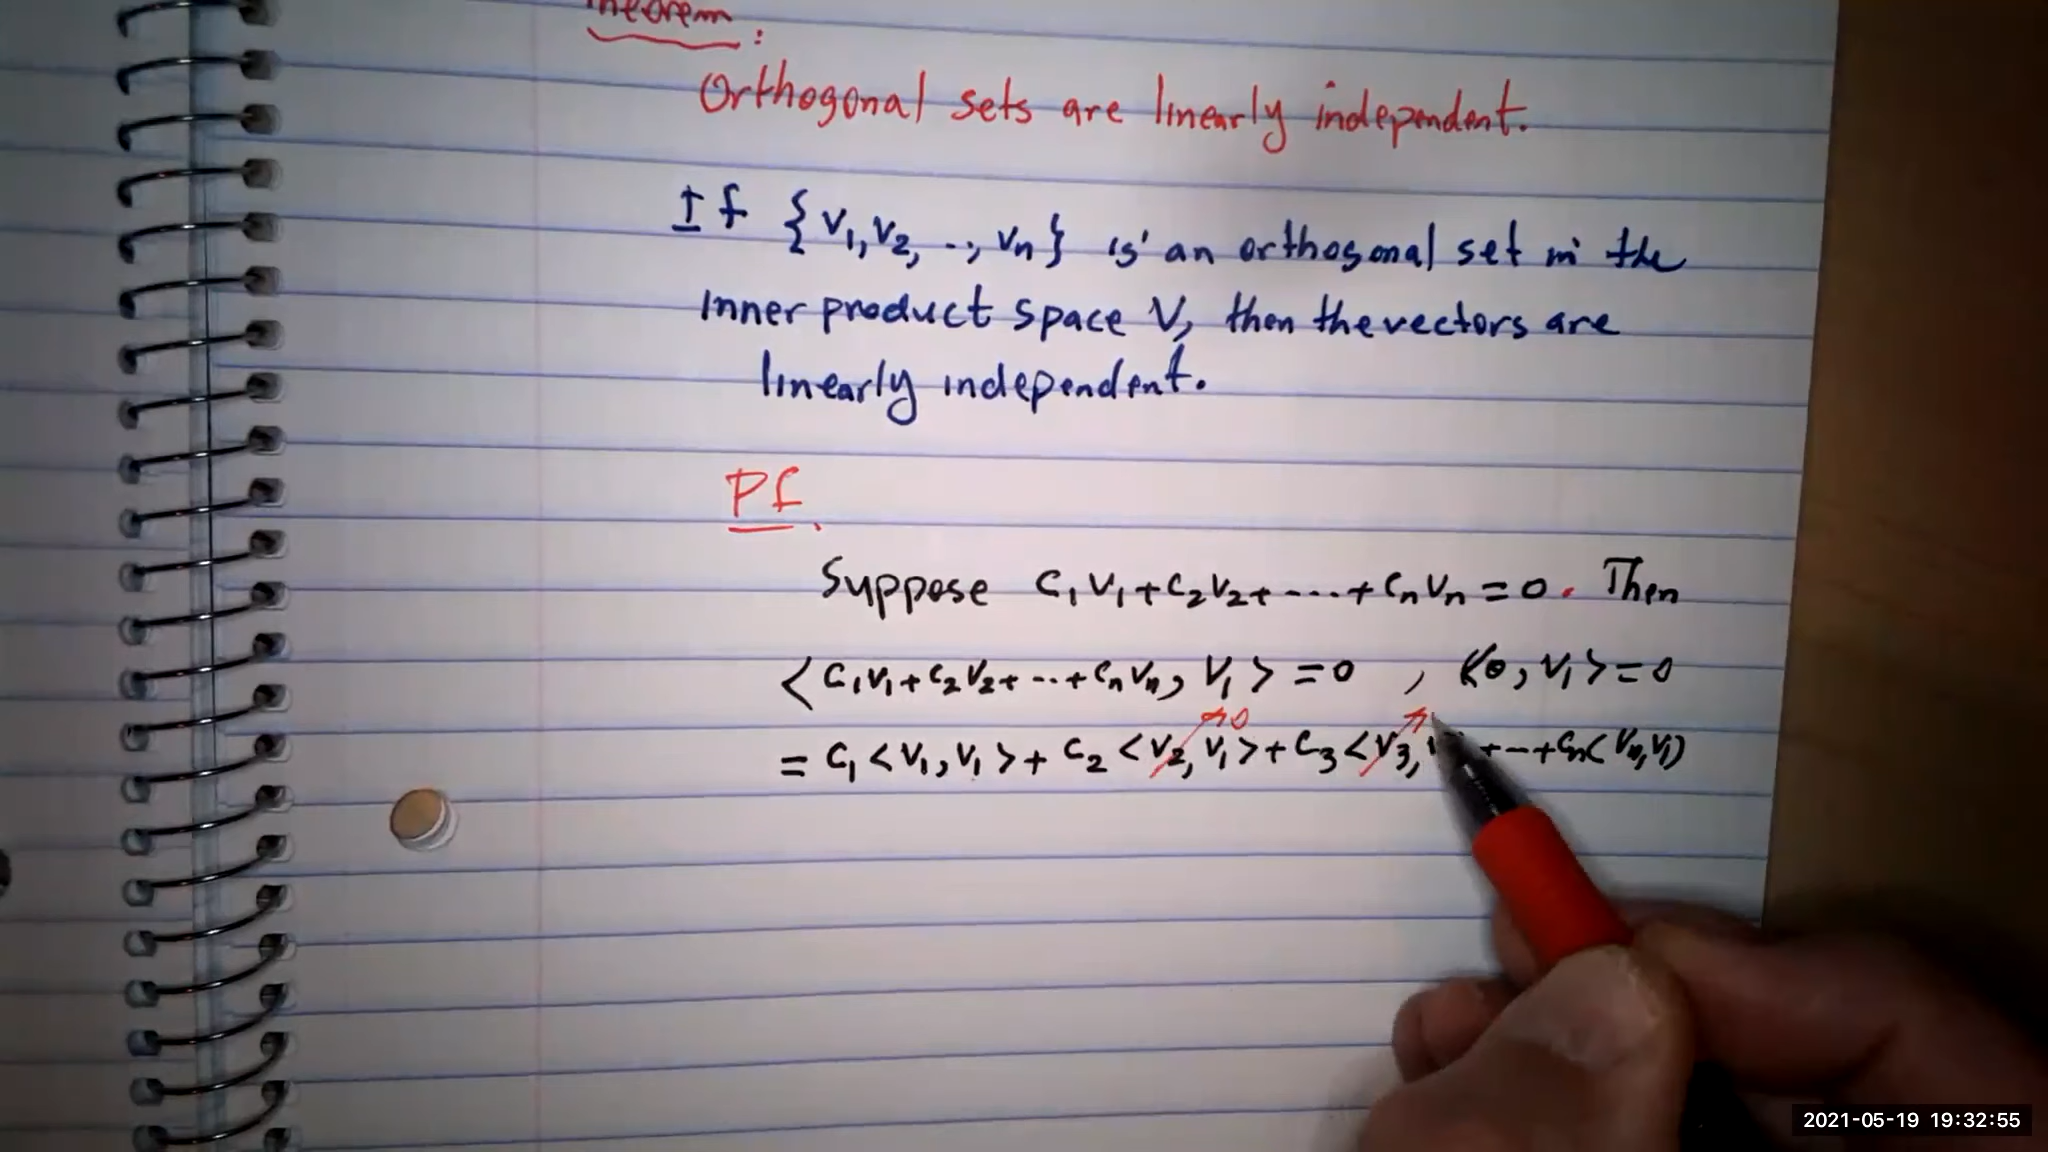 Theorem:
Orthogonal sets are linearly independent.
If {v₁, v₂, .., vₙ} is an orthogonal set in the
inner product space V, then the vectors are
linearly independent.
Pf.
Suppose c₁v₁+c₂v₂+----+cₙvₙ=0. Then
<c₁v₁+c₂v₂+--+cₙvₙ, v₁>=0 , <0, v₁>=0
0
= c₁<v₁,v₁>+ c₂<v₂,v₁>+c₃<v₃, +--+cₙ<vₙ,v₁>
2021-05-19 19:32:55